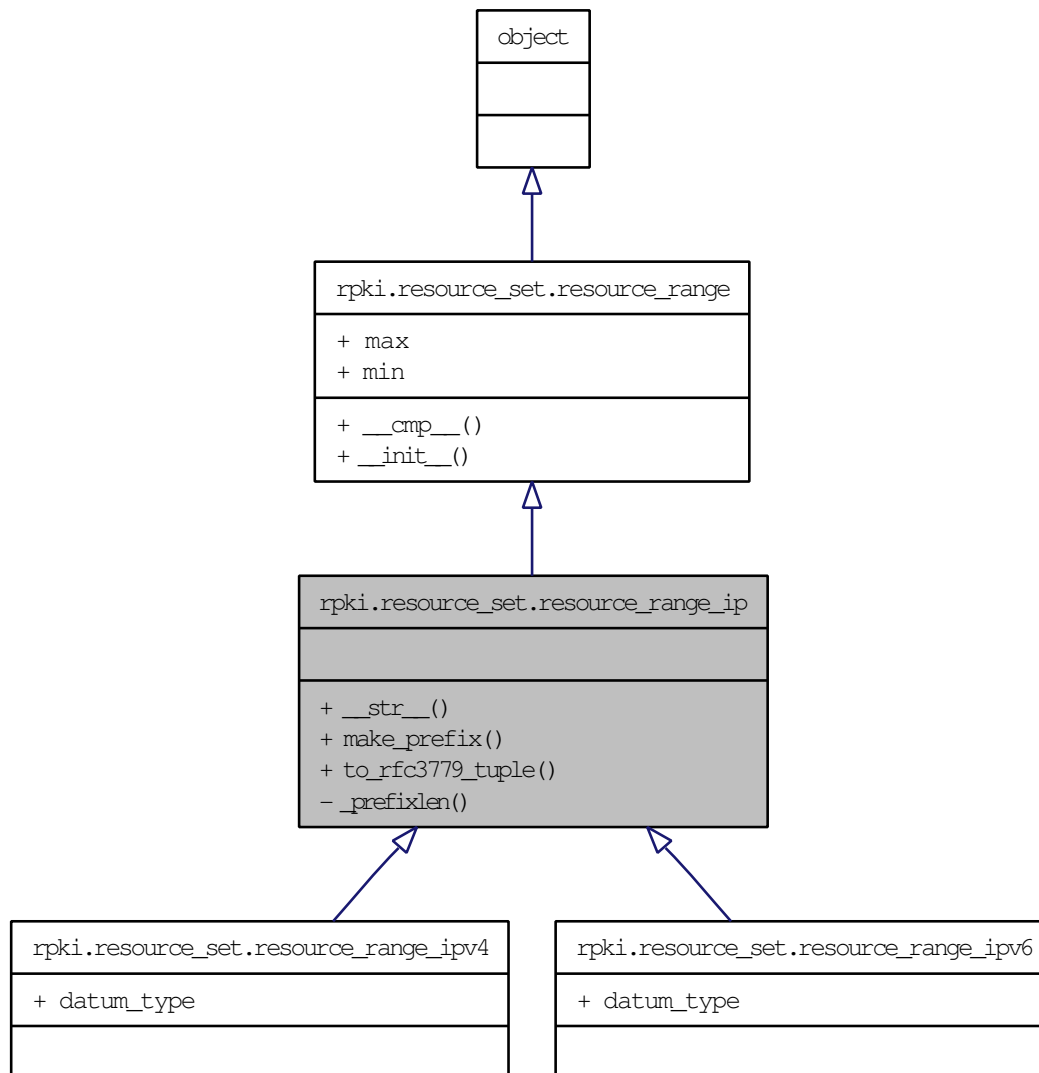 object
rpki.resource_set.resource_range
+ max
+ min
+ __cmp__()
+ __init__()
rpki.resource_set.resource_range_ip
+ __str__()
+ make_prefix()
+ to_rfc3779_tuple()
- _prefixlen()
rpki.resource_set.resource_range_ipv4
+ datum_type
rpki.resource_set.resource_range_ipv6
+ datum_type